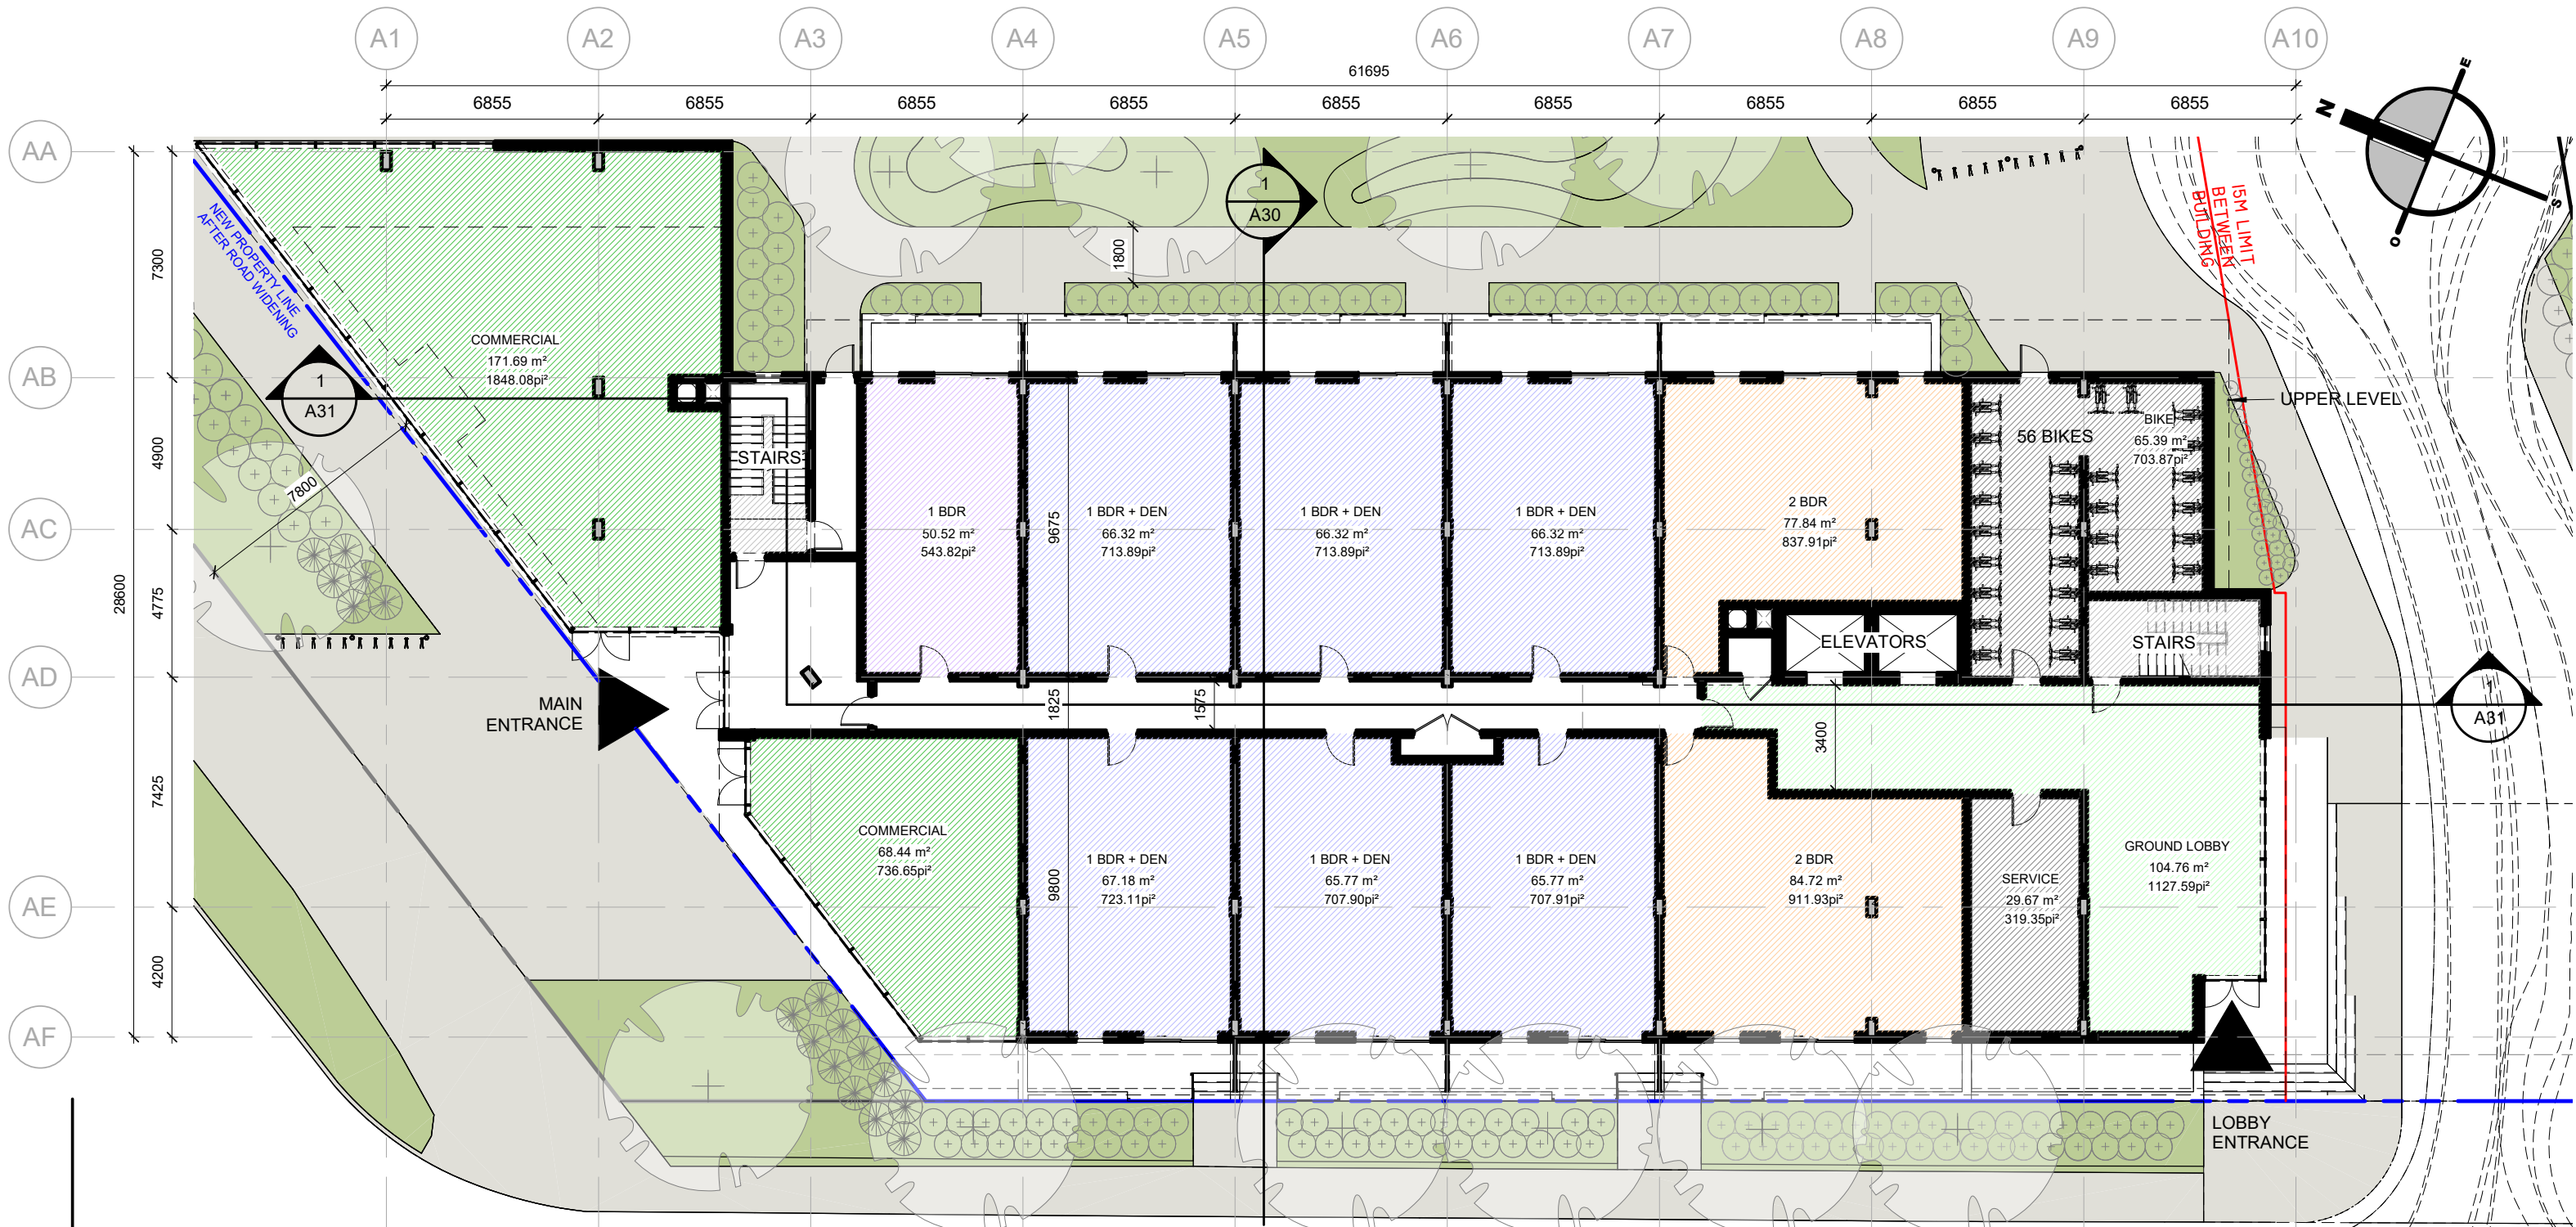 A1
A2
A3
A4
A5
A6
A7
A8
A9
A10
61695
6855
6855
6855
6855
6855
6855
6855
6855
6855
AA
AB
AC
AD
AE
AF
28600
7300
4900
4775
7425
4200
N
E
S
O
NEW PROPERTY LINE
AFTER ROAD WIDENING
15M LIMIT
BETWEEN
BUILDING
1
A30
1800
COMMERCIAL
171.69 m²
1848.08pi²
1
A31
7800
STAIRS
1 BDR
50.52 m²
543.82pi²
9675
1 BDR + DEN
66.32 m²
713.89pi²
1 BDR + DEN
66.32 m²
713.89pi²
1 BDR + DEN
66.32 m²
713.89pi²
2 BDR
77.84 m²
837.91pi²
56 BIKES
BIKE
65.39 m²
703.87pi²
UPPER LEVEL
ELEVATORS
STAIRS
MAIN
ENTRANCE
1825
1575
3400
1
A31
COMMERCIAL
68.44 m²
736.65pi²
9800
1 BDR + DEN
67.18 m²
723.11pi²
1 BDR + DEN
65.77 m²
707.90pi²
1 BDR + DEN
65.77 m²
707.91pi²
2 BDR
84.72 m²
911.93pi²
SERVICE
29.67 m²
319.35pi²
GROUND LOBBY
104.76 m²
1127.59pi²
LOBBY
ENTRANCE